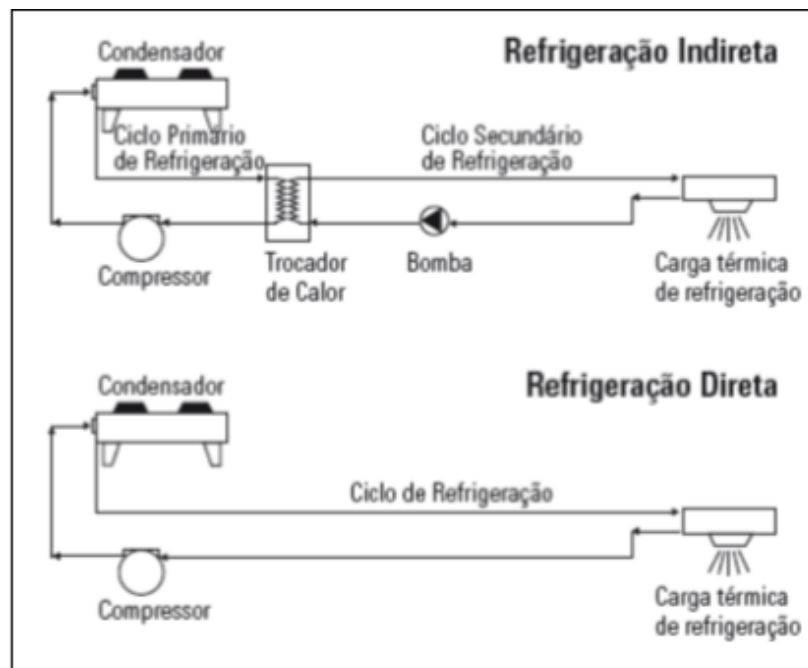 Condensador
Refrigeração Indireta
Ciclo Primário
de Refrigeração
Ciclo Secundário
de Refrigeração
Compressor
Trocador
de Calor
Bomba
Carga térmica
de refrigeração
Condensador
Refrigeração Direta
Ciclo de Refrigeração
Compressor
Carga térmica
de refrigeração